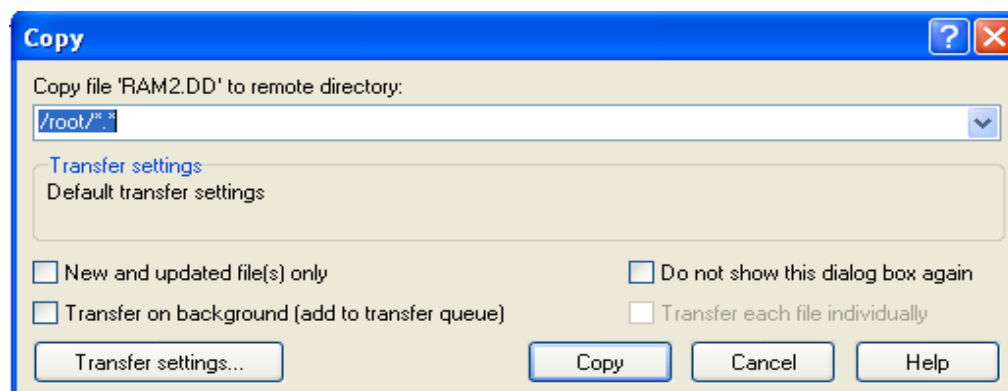 Copy
Copy file 'RAM2.DD' to remote directory:
/root/*.*
Transfer settings
Default transfer settings
New and updated file(s) only
Do not show this dialog box again
Transfer on background (add to transfer queue)
Transfer each file individually
Transfer settings...
Copy
Cancel
Help